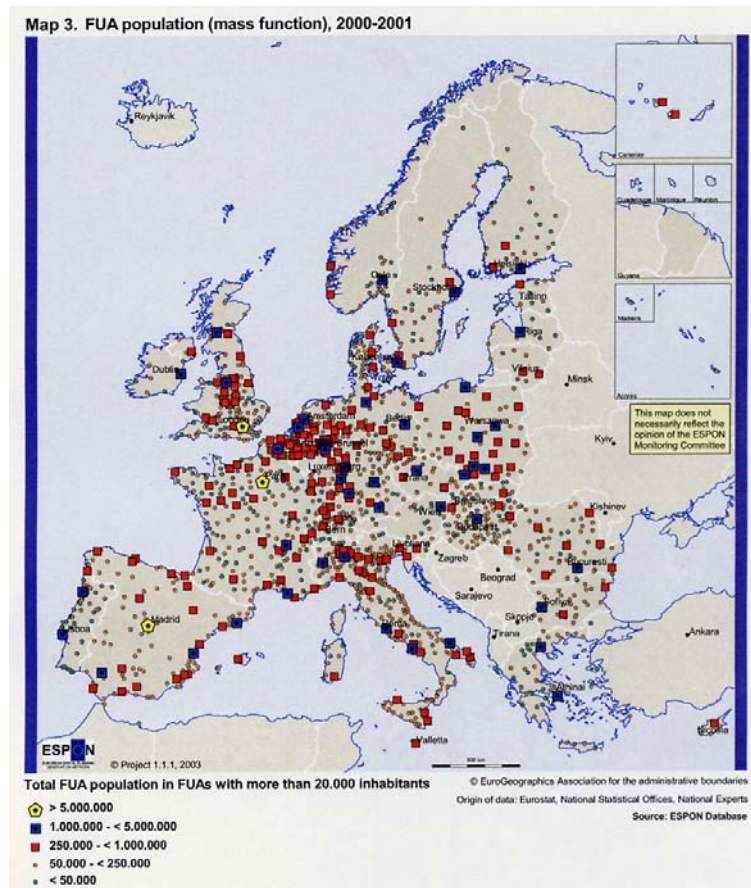 Map 3. FUA population (mass function), 2000-2001
Reykjavik
Canarias
Guadeloupe
Martinique
Réunion
Guyane
Madeira
Acores
Oslo
Helsinki
Stockholm
Tallinn
Riga
Dublin
Vilnius
Minsk
London
Amsterdam
Berlin
Warszawa
This map does not
necessarily reflect the
opinion of the ESPON
Monitoring Committee
Luxembourg
Praha
Kyiv
Bratislava
Kishinev
Bern
Ljubljana
Zagreb
Bucuresti
Beograd
Sarajevo
Sofiya
Skopje
Tirana
Roma
Madrid
Lisboa
Ankara
Athinai
Valletta
Nicosia
ESPON
© Project 1.1.1, 2003
Total FUA population in FUAs with more than 20.000 inhabitants
© EuroGeographics Association for the administrative boundaries
Origin of data: Eurostat, National Statistical Offices, National Experts
Source: ESPON Database
> 5.000.000
1.000.000 - < 5.000.000
250.000 - < 1.000.000
50.000 - < 250.000
< 50.000